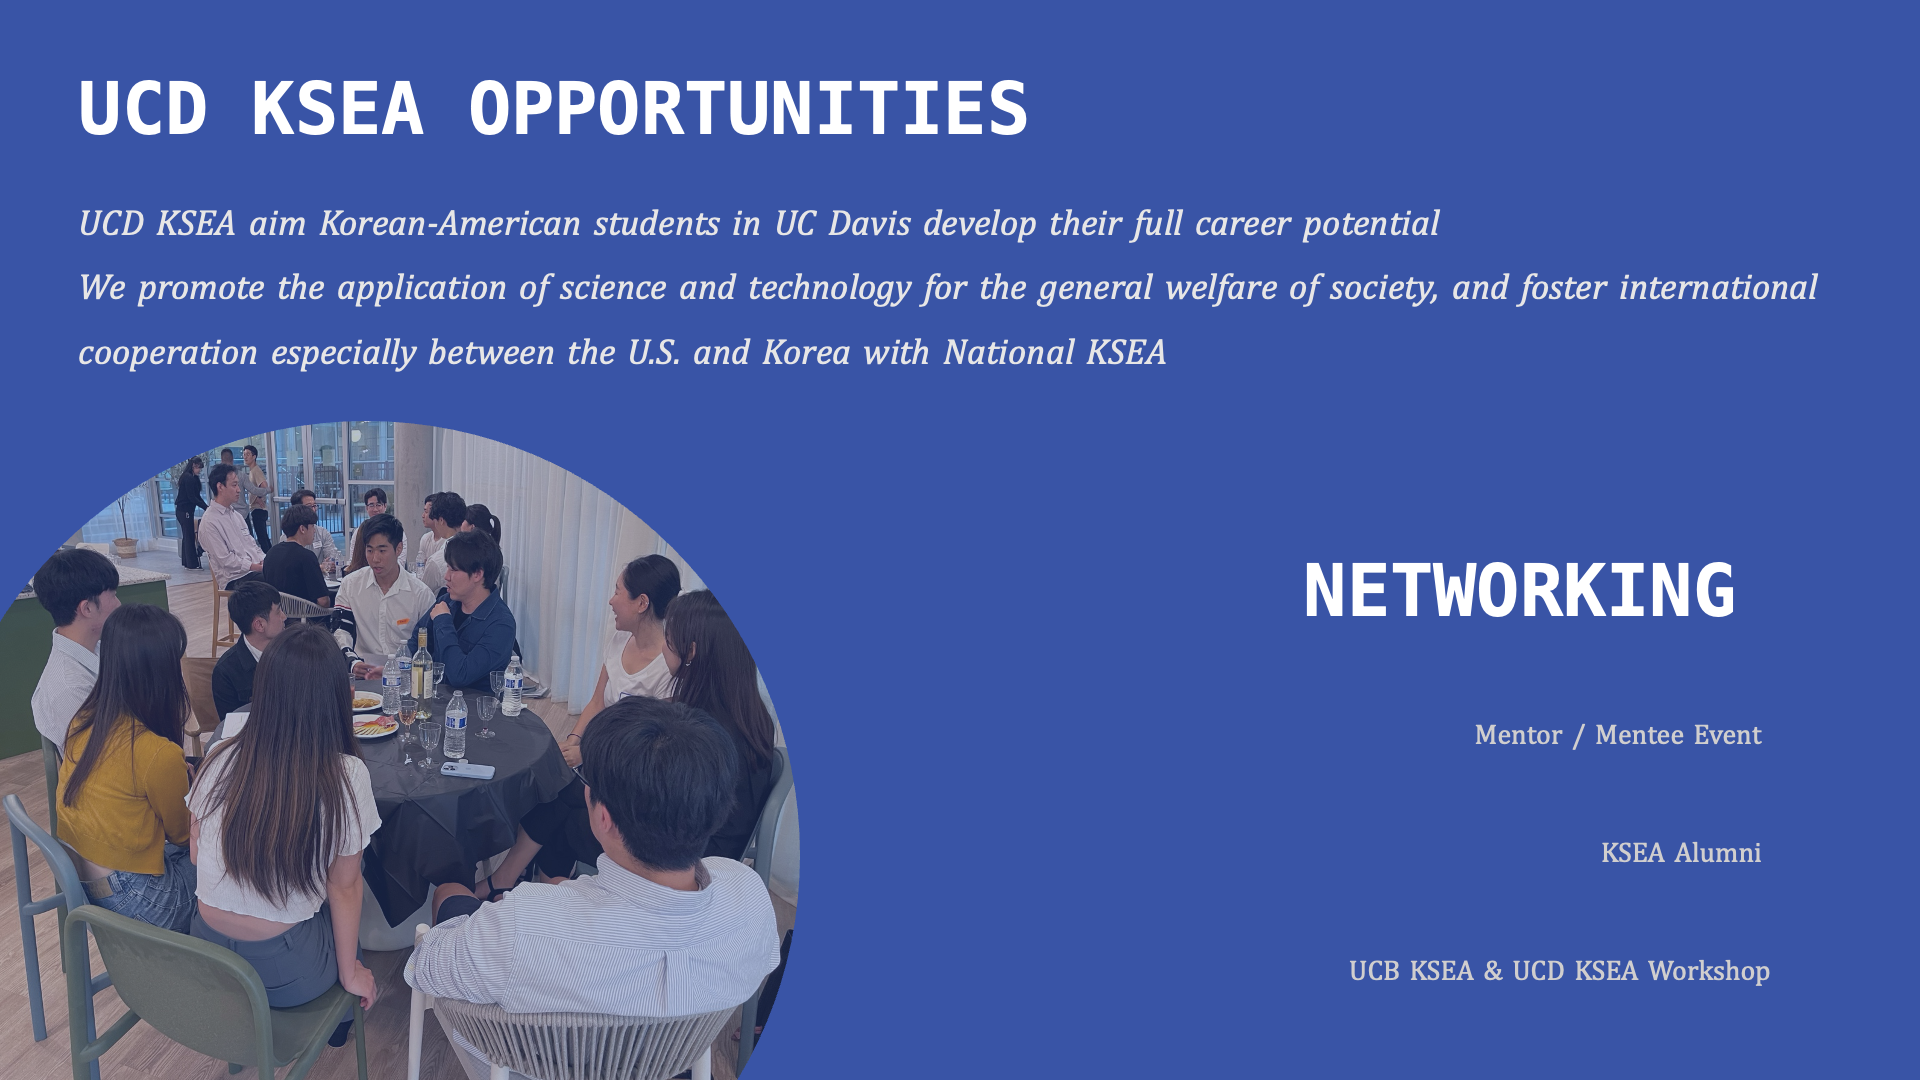 UCD KSEA OPPORTUNITIES
UCD KSEA aim Korean-American students in UC Davis develop their full career potential
We promote the application of science and technology for the general welfare of society, and foster international
cooperation especially between the U.S. and Korea with National KSEA
NETWORKING
Mentor / Mentee Event
KSEA Alumni
UCB KSEA & UCD KSEA Workshop